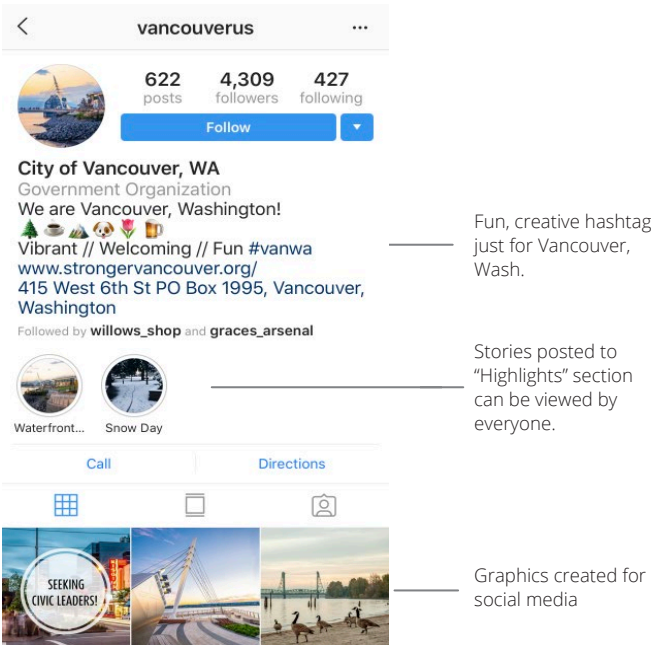 vancouverus
622 4,309 427
posts followers following
Follow
City of Vancouver, WA
Government Organization
We are Vancouver, Washington!
🌲☕🏔🐶🌷🍺
Vibrant // Welcoming // Fun #vanwa
www.strongervancouver.org/
415 West 6th St PO Box 1995, Vancouver,
Washington
Followed by willows_shop and graces_arsenal
Waterfront... Snow Day
Call Directions
SEEKING
CIVIC LEADERS!
Fun, creative hashtag
just for Vancouver,
Wash.
Stories posted to
“Highlights” section
can be viewed by
everyone.
Graphics created for
social media